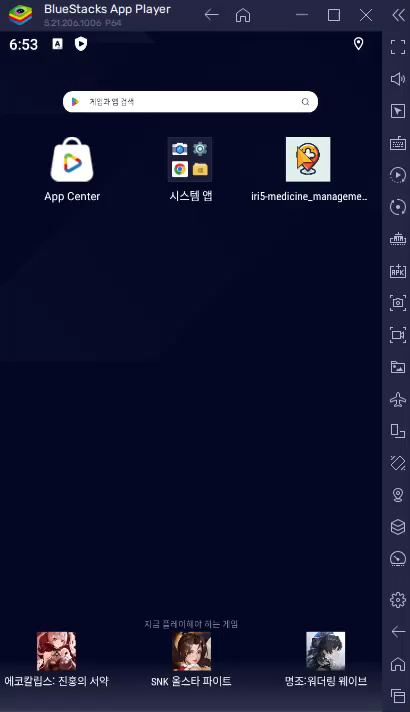 BlueStacks App Player
5.21.206.1006 P64
6:53
A
게임과 앱 검색
App Center
시스템 앱
iri5-medicine_manageme..
APK
지금 플레이해야 하는 게임
에코칼립스: 진홍의 서약
SNK 올스타 파이트
명조:워더링 웨이브